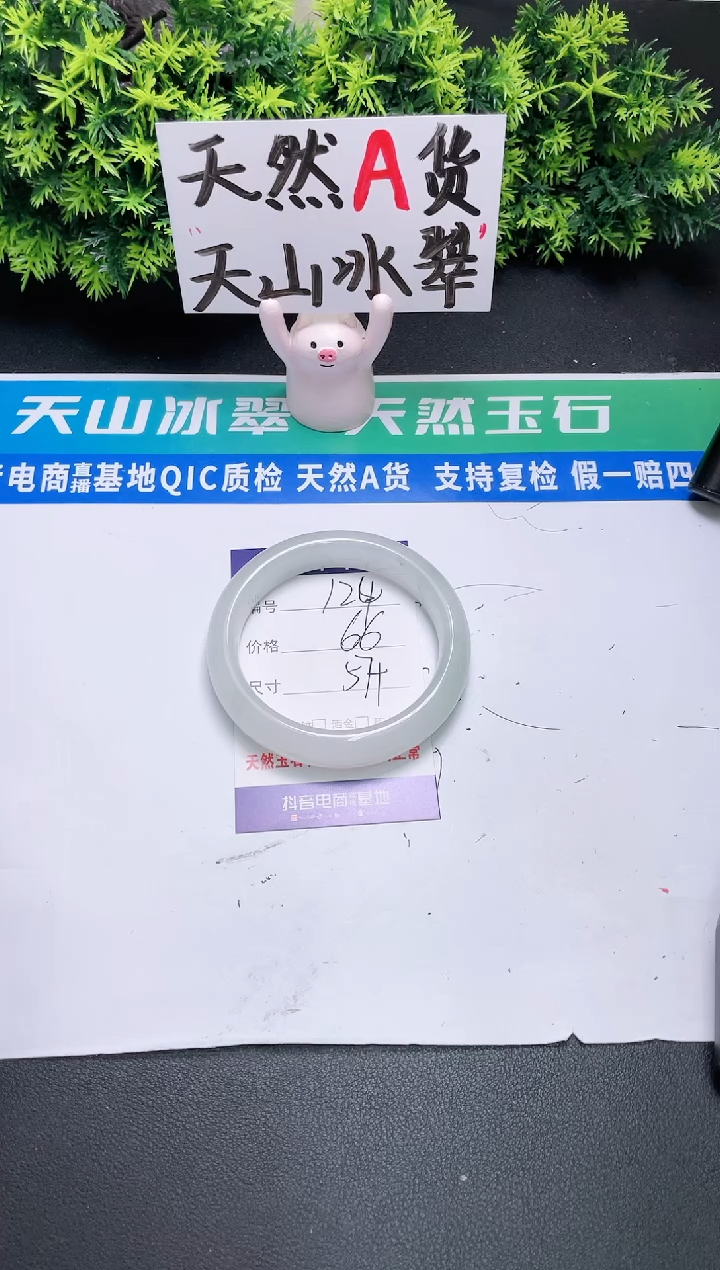 天然A货
"天山冰翠"
天山冰翠 天然玉石
电商直播基地QIC质检 天然A货 支持复检 假一赔四
编号 124
价格 66
尺寸 57
天然玉石
正常
抖音电商 基地